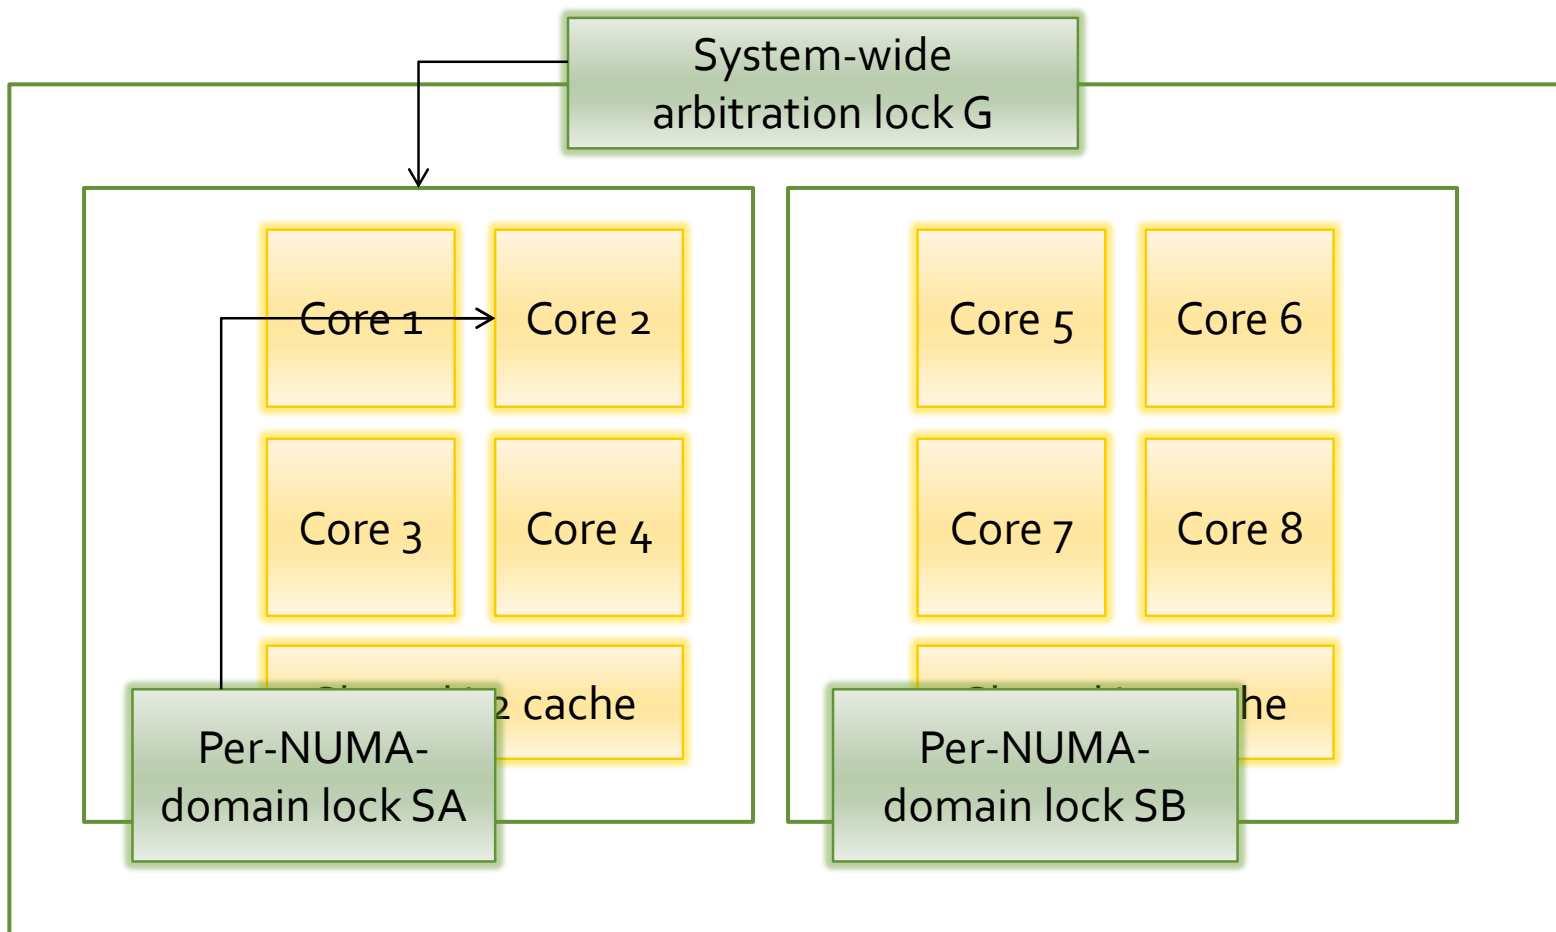 System-wide
arbitration lock G
Core 1
Core 2
Core 5
Core 6
Core 3
Core 4
Core 7
Core 8
2 cache
he
Per-NUMA-
domain lock SA
Per-NUMA-
domain lock SB